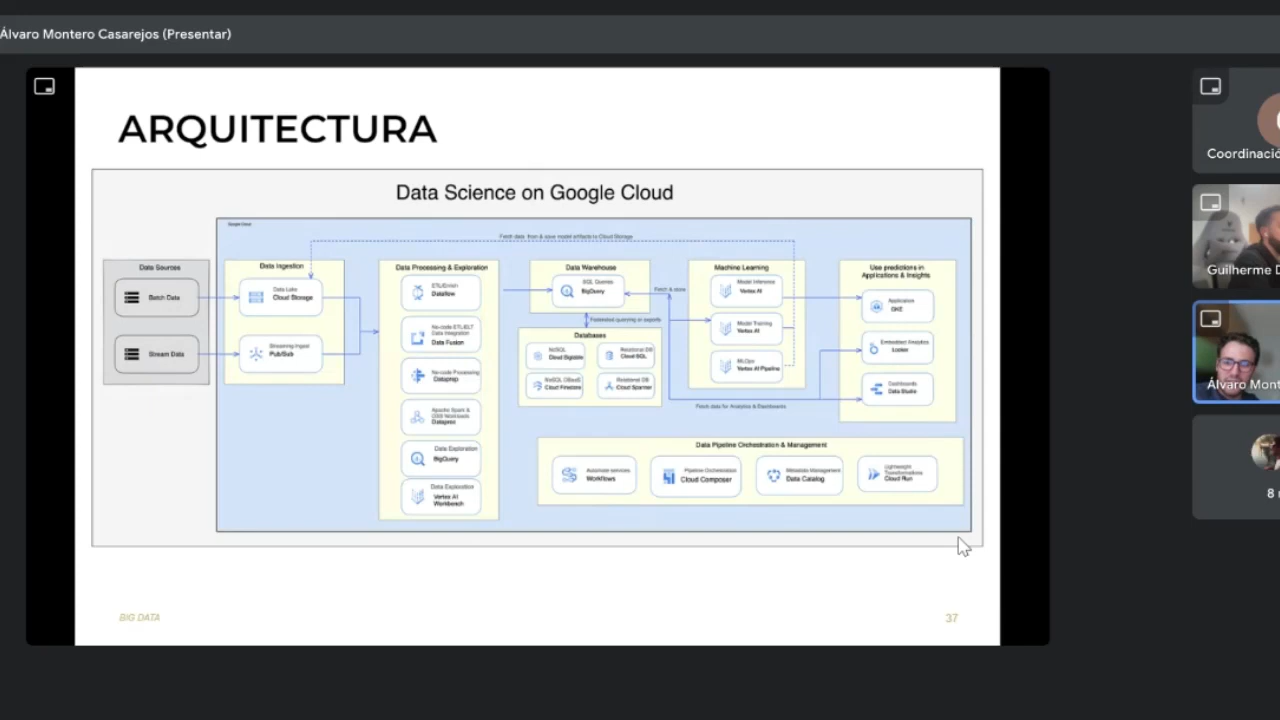 Álvaro Montero Casarejos (Presentar)
ARQUITECTURA
Data Science on Google Cloud
Google Cloud
Fetch data from & save model artifacts to Cloud Storage
Data Sources
Batch Data
Stream Data
Data Ingestion
Data Lake
Cloud Storage
Streaming Ingest
Pub/Sub
Data Processing & Exploration
ETL/Enrich
Dataflow
No-code ETL/ELT
Data Integration
Data Fusion
No-code Processing
Dataprep
Apache Spark &
Dataproc
Data Exploration
BigQuery
Data Exploration
Vertex AI
Workbench
Data Warehouse
SQL Queries
BigQuery
Federated querying or exports
Databases
NoSQL
Cloud Bigtable
Relational DB
Cloud SQL
NoSQL DBaaS
Cloud Firestore
Relational DB
Cloud Spanner
Fetch & store
Machine Learning
Model Inference
Vertex AI
Model Training
Vertex AI
MLOps
Vertex AI Pipeline
Fetch data for Analytics & Dashboards
Use predictions in
Applications & Insights
Application
GKE
Embedded Analytics
Looker
Dashboards
Data Studio
Data Pipeline Orchestration & Management
Automate services
Workflows
Pipeline Orchestration
Cloud Composer
Metadata Management
Data Catalog
Lightweight
Transformations
Cloud Run
BIG DATA
37
Coordinació
Guilherme D
Álvaro Mont
8